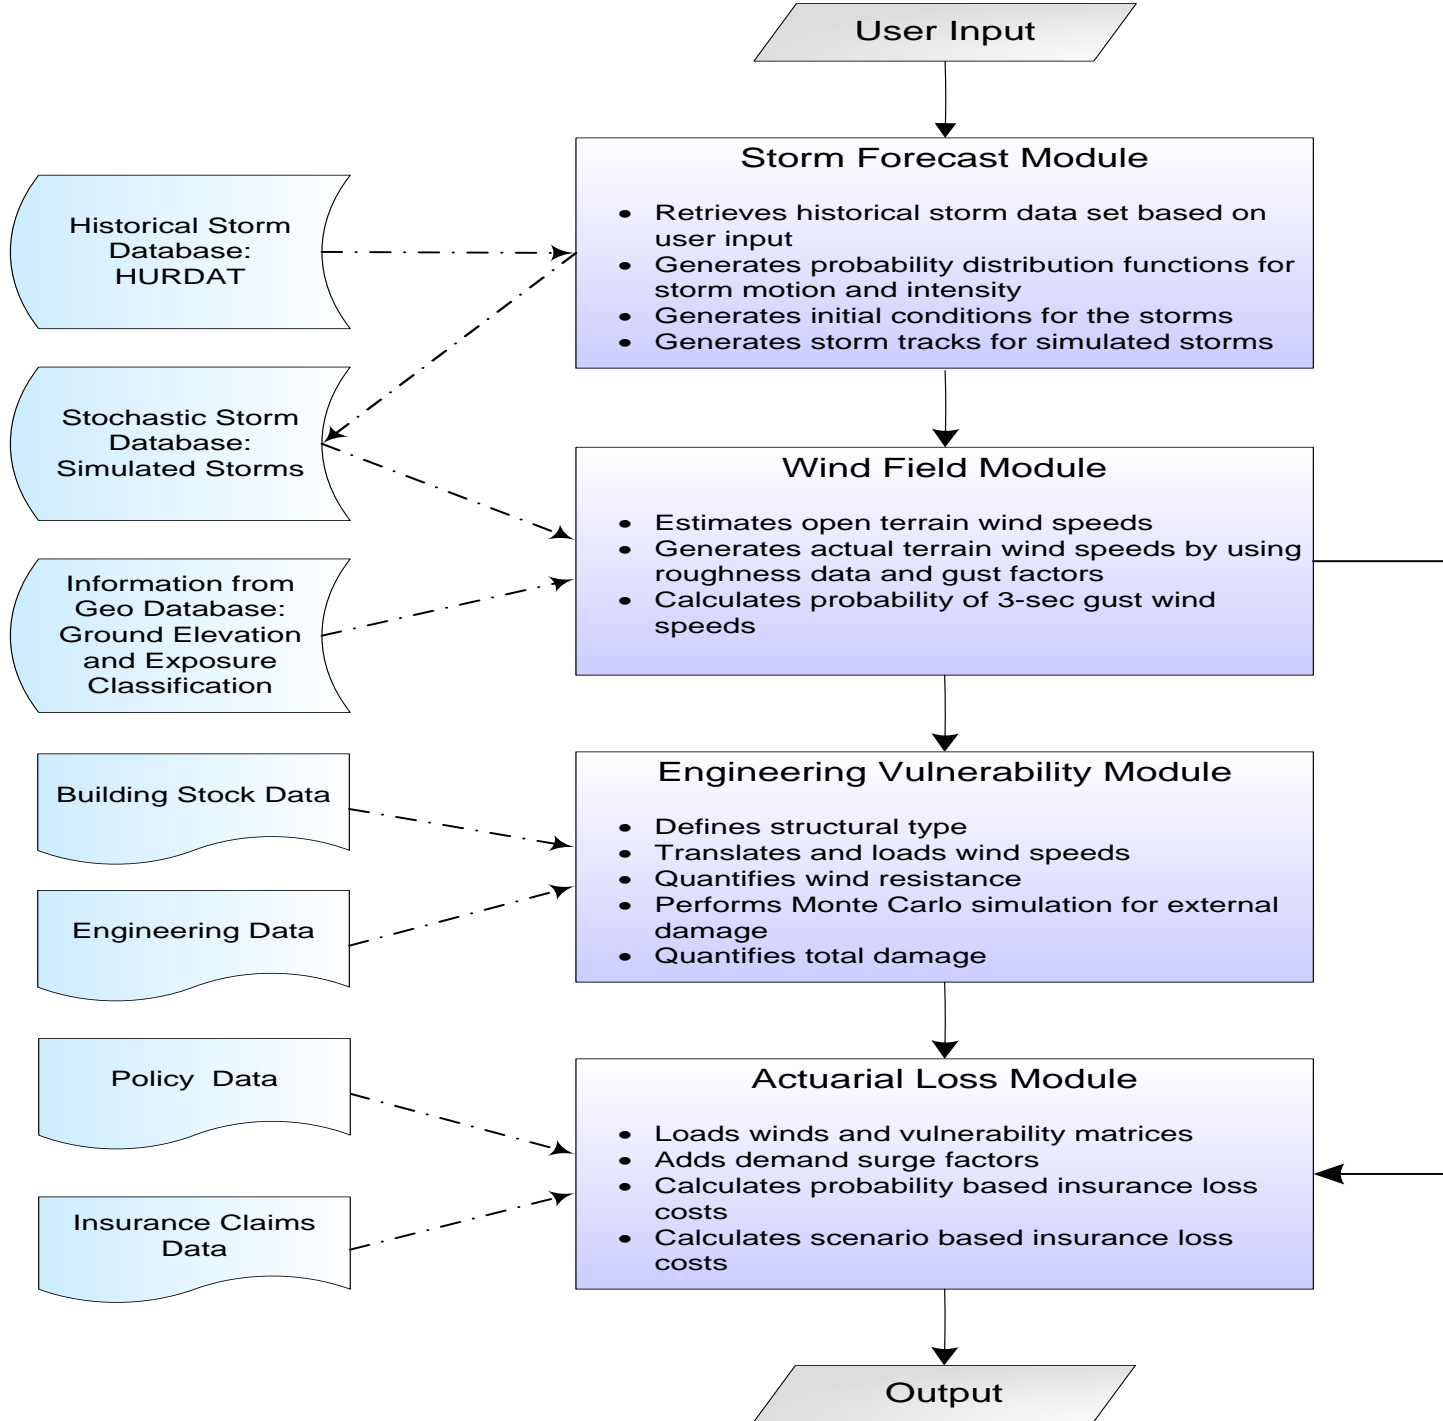 User Input
Storm Forecast Module
• Retrieves historical storm data set based on
user input
• Generates probability distribution functions for
storm motion and intensity
• Generates initial conditions for the storms
• Generates storm tracks for simulated storms
Historical Storm
Database:
HURDAT
Stochastic Storm
Database:
Simulated Storms
Wind Field Module
• Estimates open terrain wind speeds
• Generates actual terrain wind speeds by using
roughness data and gust factors
• Calculates probability of 3-sec gust wind
speeds
Information from
Geo Database:
Ground Elevation
and Exposure
Classification
Engineering Vulnerability Module
• Defines structural type
• Translates and loads wind speeds
• Quantifies wind resistance
• Performs Monte Carlo simulation for external
damage
• Quantifies total damage
Building Stock Data
Engineering Data
Actuarial Loss Module
• Loads winds and vulnerability matrices
• Adds demand surge factors
• Calculates probability based insurance loss
costs
• Calculates scenario based insurance loss
costs
Policy Data
Insurance Claims
Data
Output